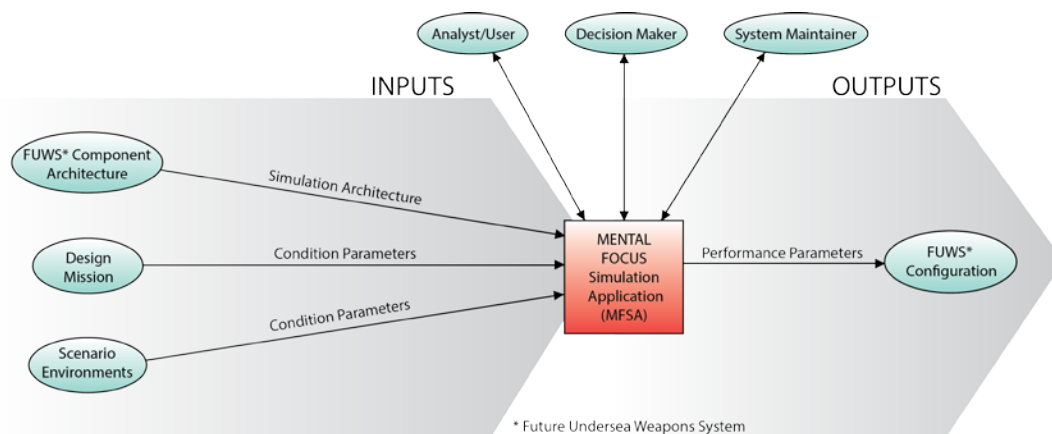 Analyst/User
Decision Maker
System Maintainer
INPUTS
OUTPUTS
FUWS* Component
Architecture
Simulation Architecture
Design
Mission
Condition Parameters
Scenario
Environments
Condition Parameters
MENTAL
FOCUS
Simulation
Application
(MFSA)
Performance Parameters
FUWS*
Configuration
* Future Undersea Weapons System